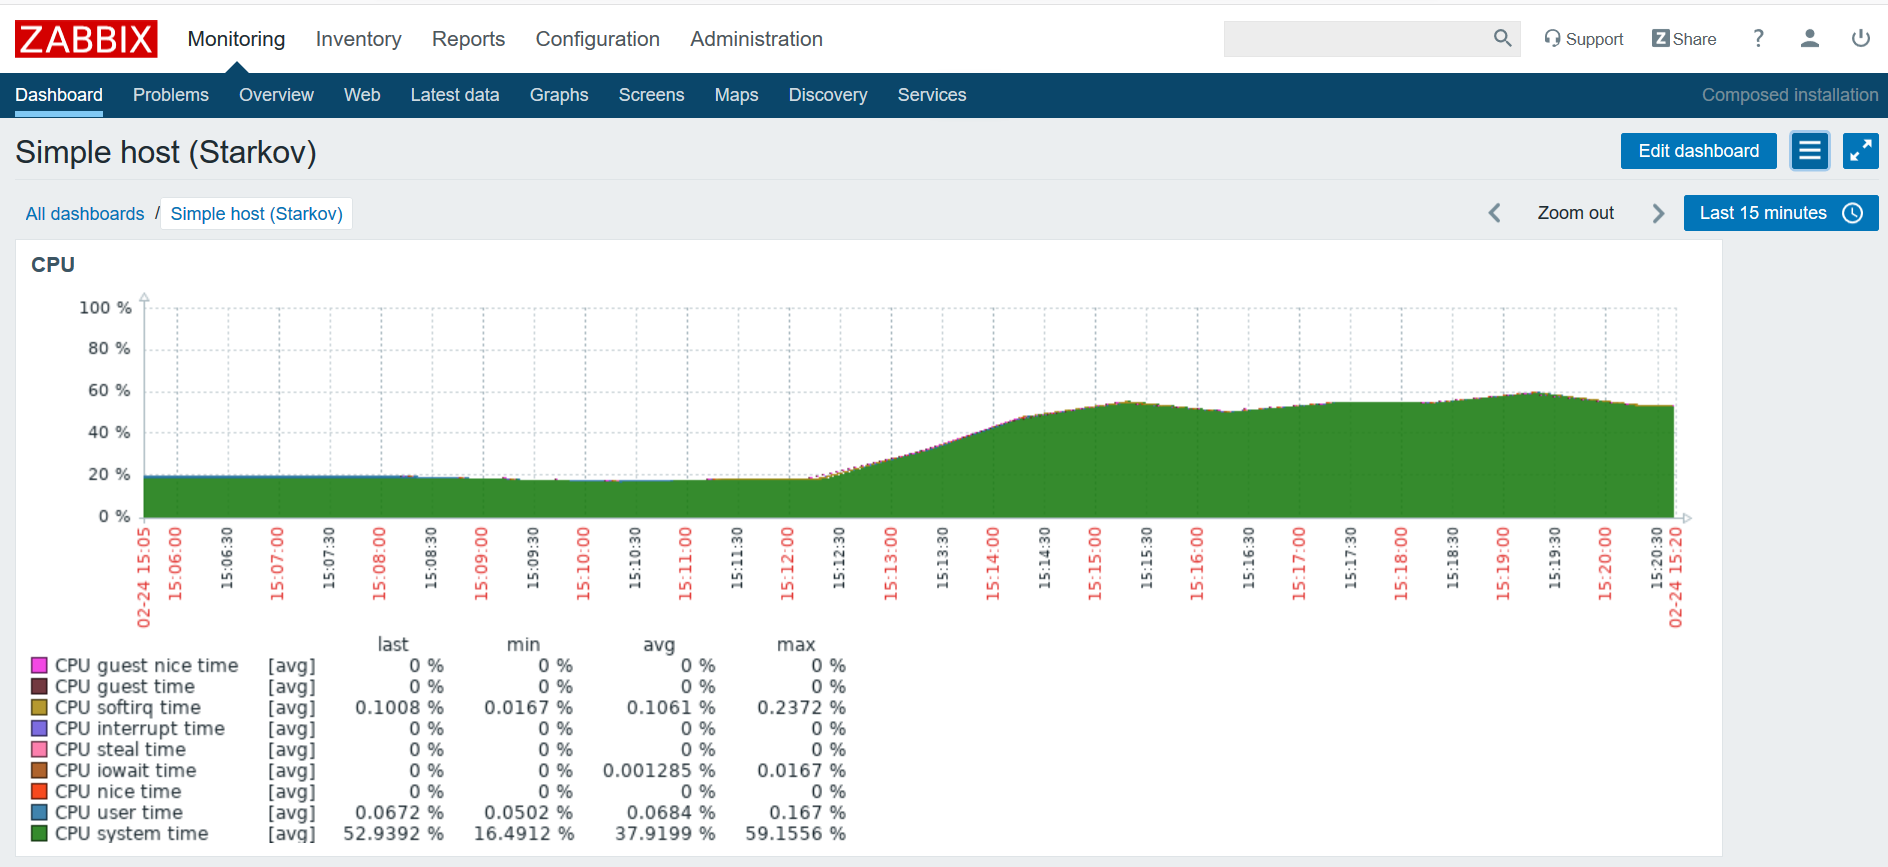 ZABBIX Monitoring Inventory Reports Configuration Administration Support Z Share ?
Dashboard Problems Overview Web Latest data Graphs Screens Maps Discovery Services Composed installation
Simple host (Starkov) Edit dashboard
All dashboards / Simple host (Starkov) Zoom out Last 15 minutes
CPU
100 %
80 %
60 %
40 %
20 %
0 %
02-24 15:05 15:06:00 15:06:30 15:07:00 15:07:30 15:08:00 15:08:30 15:09:00 15:09:30 15:10:00 15:10:30 15:11:00 15:11:30 15:12:00 15:12:30 15:13:00 15:13:30 15:14:00 15:14:30 15:15:00 15:15:30 15:16:00 15:16:30 15:17:00 15:17:30 15:18:00 15:18:30 15:19:00 15:19:30 15:20:00 15:20:30 02-24 15:20
last min avg max
CPU guest nice time [avg] 0 % 0 % 0 % 0 %
CPU guest time [avg] 0 % 0 % 0 % 0 %
CPU softirq time [avg] 0.1008 % 0.0167 % 0.1061 % 0.2372 %
CPU interrupt time [avg] 0 % 0 % 0 % 0 %
CPU steal time [avg] 0 % 0 % 0 % 0 %
CPU iowait time [avg] 0 % 0 % 0.001285 % 0.0167 %
CPU nice time [avg] 0 % 0 % 0 % 0 %
CPU user time [avg] 0.0672 % 0.0502 % 0.0684 % 0.167 %
CPU system time [avg] 52.9392 % 16.4912 % 37.9199 % 59.1556 %